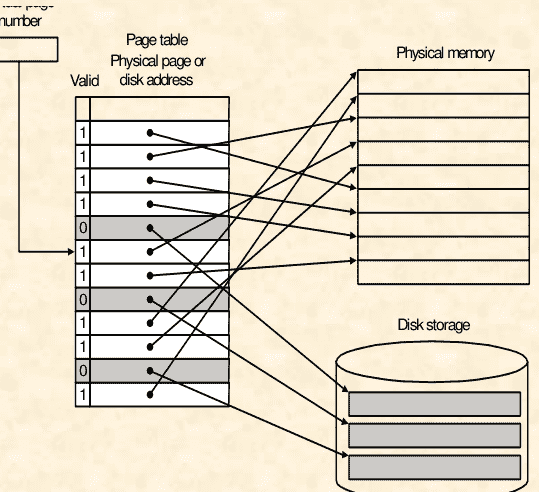 number
Page table
Physical page or
Valid disk address
Physical memory
1
1
1
1
0
1
1
0
1
1
0
1
Disk storage